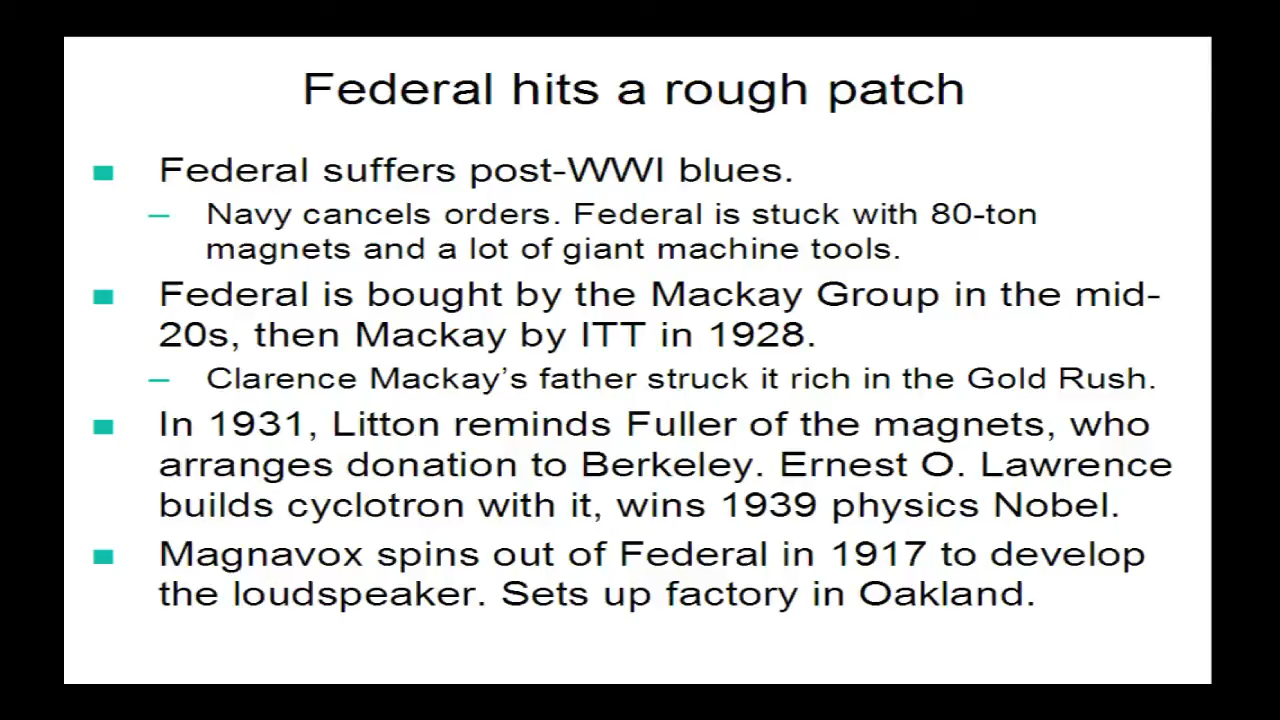 Federal hits a rough patch
Federal suffers post-WWI blues.
– Navy cancels orders. Federal is stuck with 80-ton
magnets and a lot of giant machine tools.
Federal is bought by the Mackay Group in the mid-
20s, then Mackay by ITT in 1928.
– Clarence Mackay's father struck it rich in the Gold Rush.
In 1931, Litton reminds Fuller of the magnets, who
arranges donation to Berkeley. Ernest O. Lawrence
builds cyclotron with it, wins 1939 physics Nobel.
Magnavox spins out of Federal in 1917 to develop
the loudspeaker. Sets up factory in Oakland.